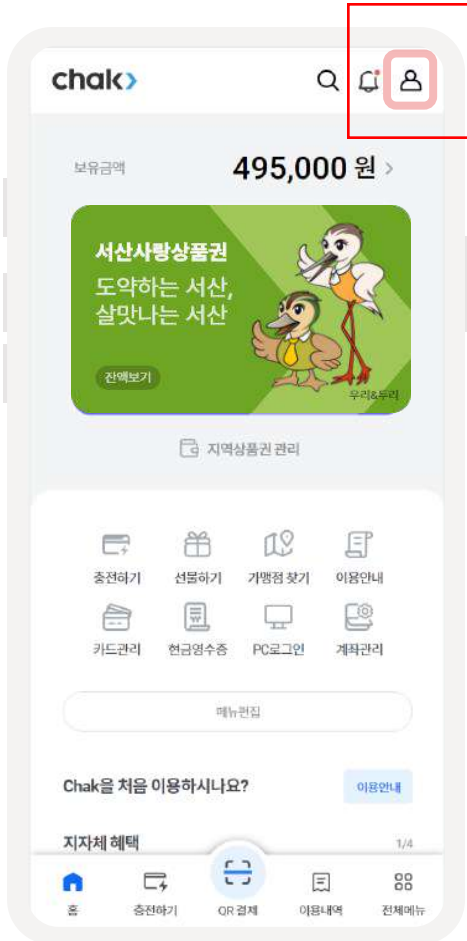 chak
보유금액 495,000 원
서산사랑상품권
도약하는 서산,
살맛나는 서산
잔액보기
우리&두리
지역상품권 관리
충전하기 선물하기 가맹점 찾기 이용안내
카드관리 현금영수증 PC로그인 계좌관리
메뉴편집
Chak을 처음 이용하시나요? 이용안내
지자체 혜택 1/4
홈 충전하기 QR 결제 이용내역 전체메뉴